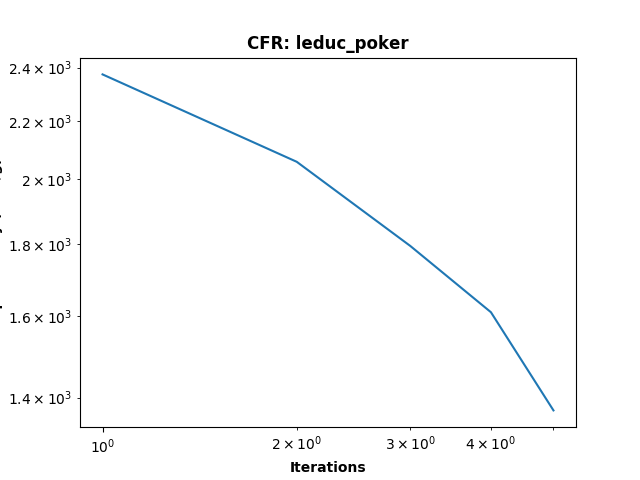 CFR: leduc_poker
2.4 × 10³
2.2 × 10³
2 × 10³
1.8 × 10³
1.6 × 10³
1.4 × 10³
10⁰
2 × 10⁰
3 × 10⁰
4 × 10⁰
Iterations